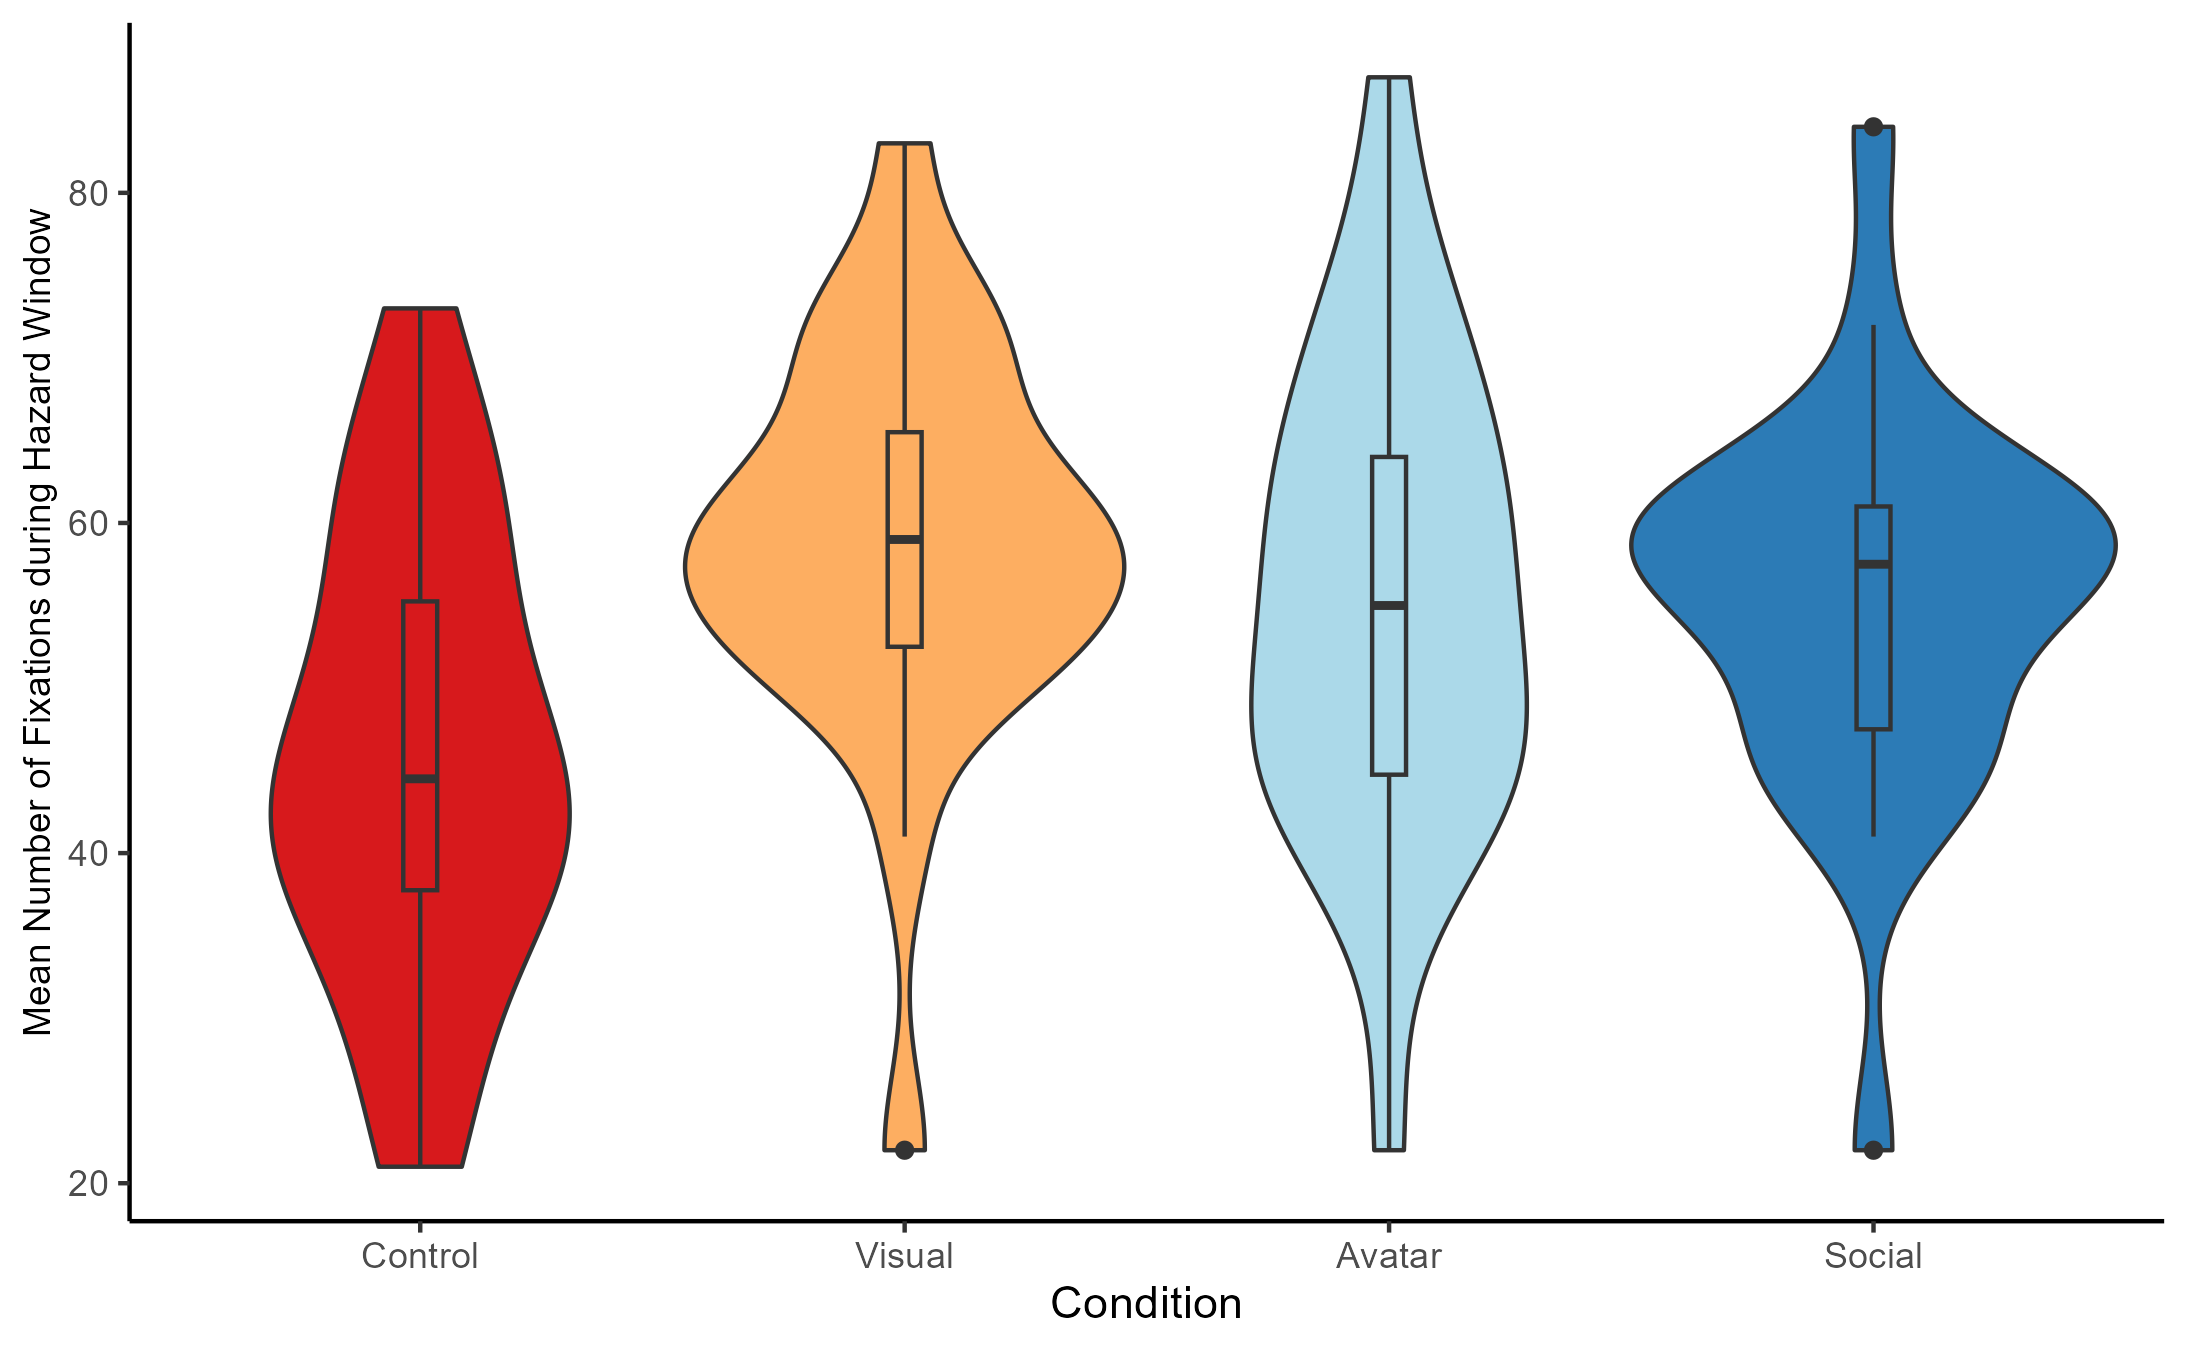 Mean Number of Fixations during Hazard Window
80
60
40
20
Control
Visual
Avatar
Social
Condition